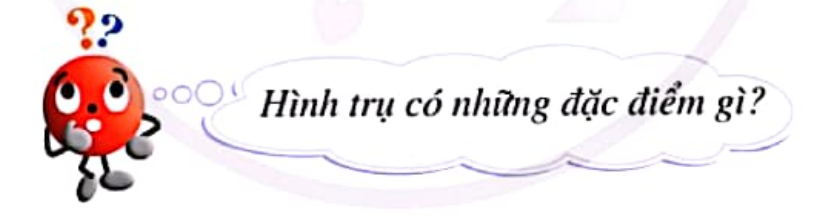 ??
Hình trụ có những đặc điểm gì?